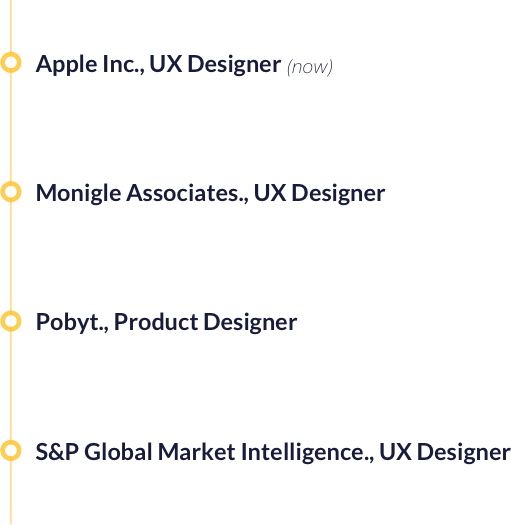 Apple Inc., UX Designer (now)
Monigle Associates., UX Designer
Pobyt., Product Designer
S&P Global Market Intelligence., UX Designer